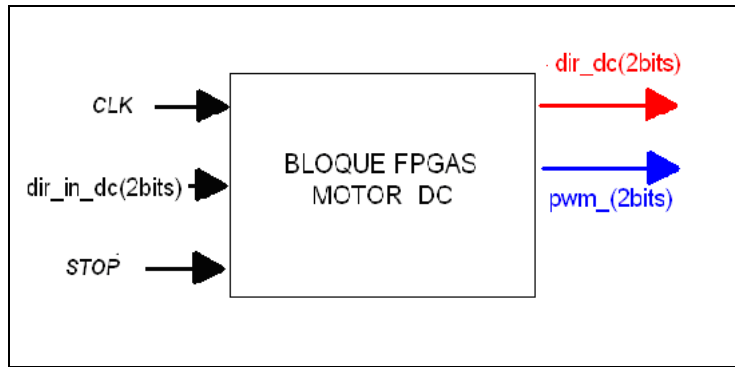 CLK
dir_in_dc(2bits)
STOP
BLOQUE FPGAS
MOTOR DC
dir_dc(2bits)
pwm_(2bits)